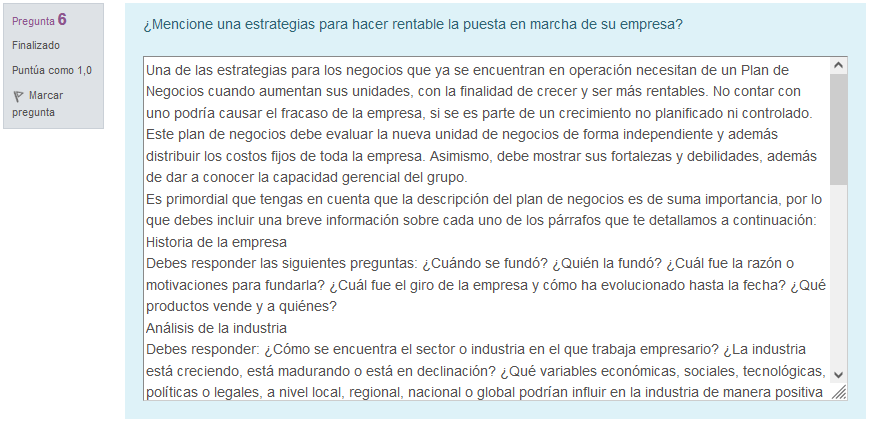 Pregunta 6
Finalizado
Puntúa como 1,0
Marcar
pregunta
¿Mencione una estrategias para hacer rentable la puesta en marcha de su empresa?
Una de las estrategias para los negocios que ya se encuentran en operación necesitan de un Plan de
Negocios cuando aumentan sus unidades, con la finalidad de crecer y ser más rentables. No contar con
uno podría causar el fracaso de la empresa, si se es parte de un crecimiento no planificado ni controlado.
Este plan de negocios debe evaluar la nueva unidad de negocios de forma independiente y además
distribuir los costos fijos de toda la empresa. Asimismo, debe mostrar sus fortalezas y debilidades, además
de dar a conocer la capacidad gerencial del grupo.
Es primordial que tengas en cuenta que la descripción del plan de negocios es de suma importancia, por lo
que debes incluir una breve información sobre cada uno de los párrafos que te detallamos a continuación:
Historia de la empresa
Debes responder las siguientes preguntas: ¿Cuándo se fundó? ¿Quién la fundó? ¿Cuál fue la razón o
motivaciones para fundarla? ¿Cuál fue el giro de la empresa y cómo ha evolucionado hasta la fecha? ¿Qué
productos vende y a quiénes?
Análisis de la industria
Debes responder: ¿Cómo se encuentra el sector o industria en el que trabaja empresario? ¿La industria
está creciendo, está madurando o está en declinación? ¿Qué variables económicas, sociales, tecnológicas,
políticas o legales, a nivel local, regional, nacional o global podrían influir en la industria de manera positiva